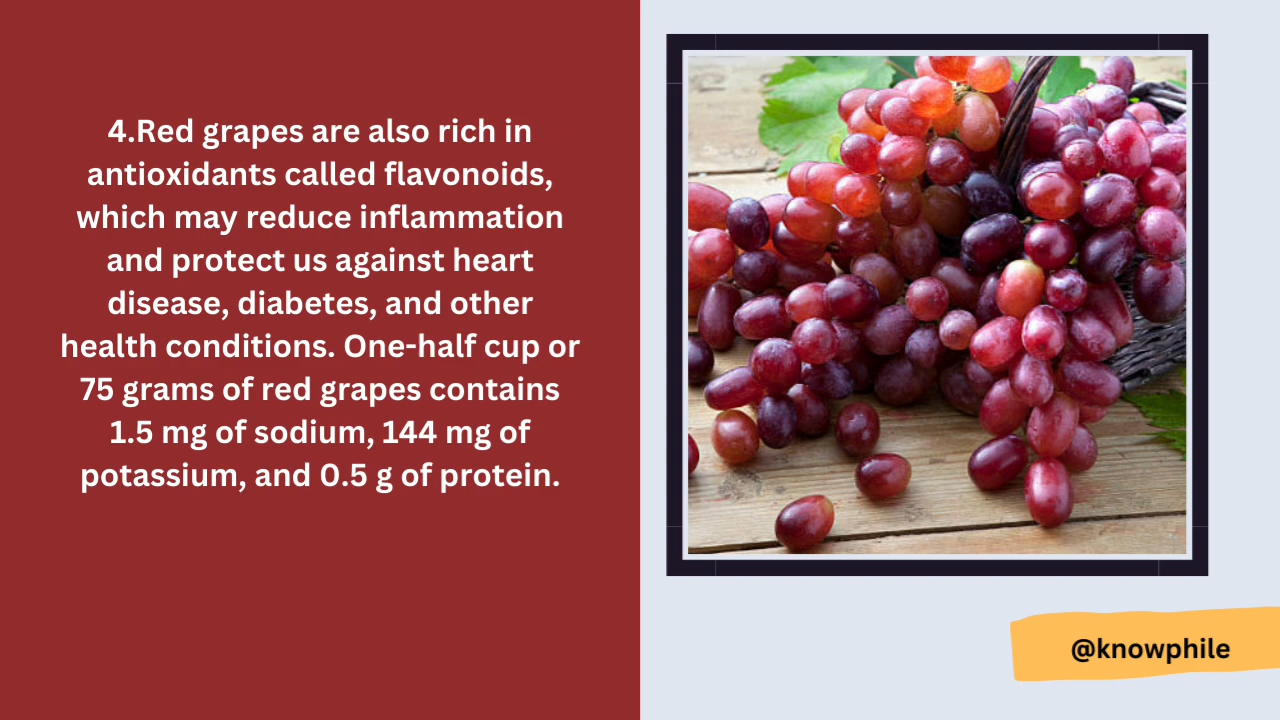 4.Red grapes are also rich in
antioxidants called flavonoids,
which may reduce inflammation
and protect us against heart
disease, diabetes, and other
health conditions. One-half cup or
75 grams of red grapes contains
1.5 mg of sodium, 144 mg of
potassium, and 0.5 g of protein.
@knowphile